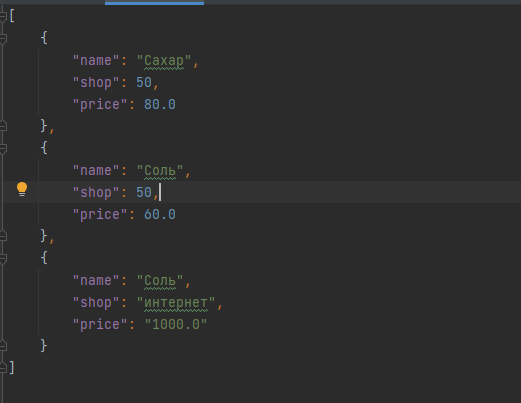 [
    {
        "name": "Сахар",
        "shop": 50,
        "price": 80.0
    },
    {
        "name": "Соль",
        "shop": 50,
        "price": 60.0
    },
    {
        "name": "Соль",
        "shop": "интернет",
        "price": "1000.0"
    }
]